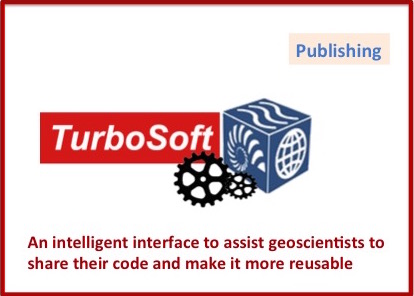 Publishing
TurboSoft
An intelligent interface to assist geoscientists to
share their code and make it more reusable